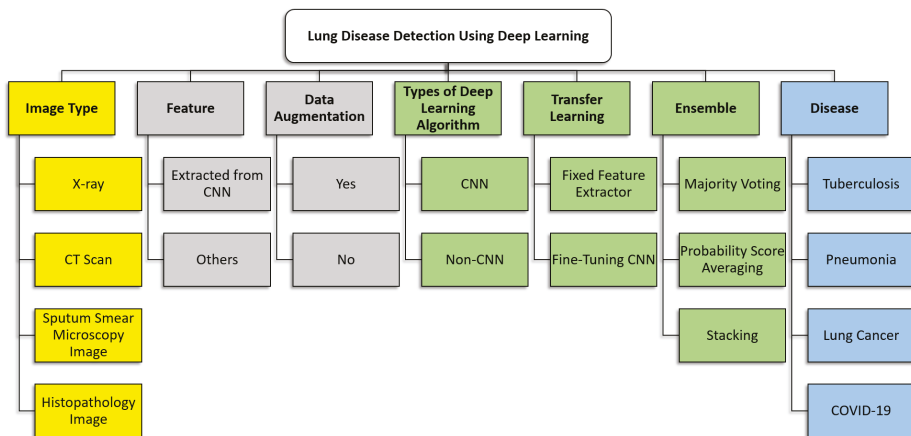 Lung Disease Detection Using Deep Learning
Image Type
Feature
Data
Augmentation
Types of Deep
Learning
Algorithm
Transfer
Learning
Ensemble
Disease
X-ray
Extracted from
CNN
Yes
CNN
Fixed Feature
Extractor
Majority Voting
Tuberculosis
CT Scan
Others
No
Non-CNN
Fine-Tuning CNN
Probability Score
Averaging
Pneumonia
Sputum Smear
Microscopy
Image
Stacking
Lung Cancer
Histopathology
Image
COVID-19